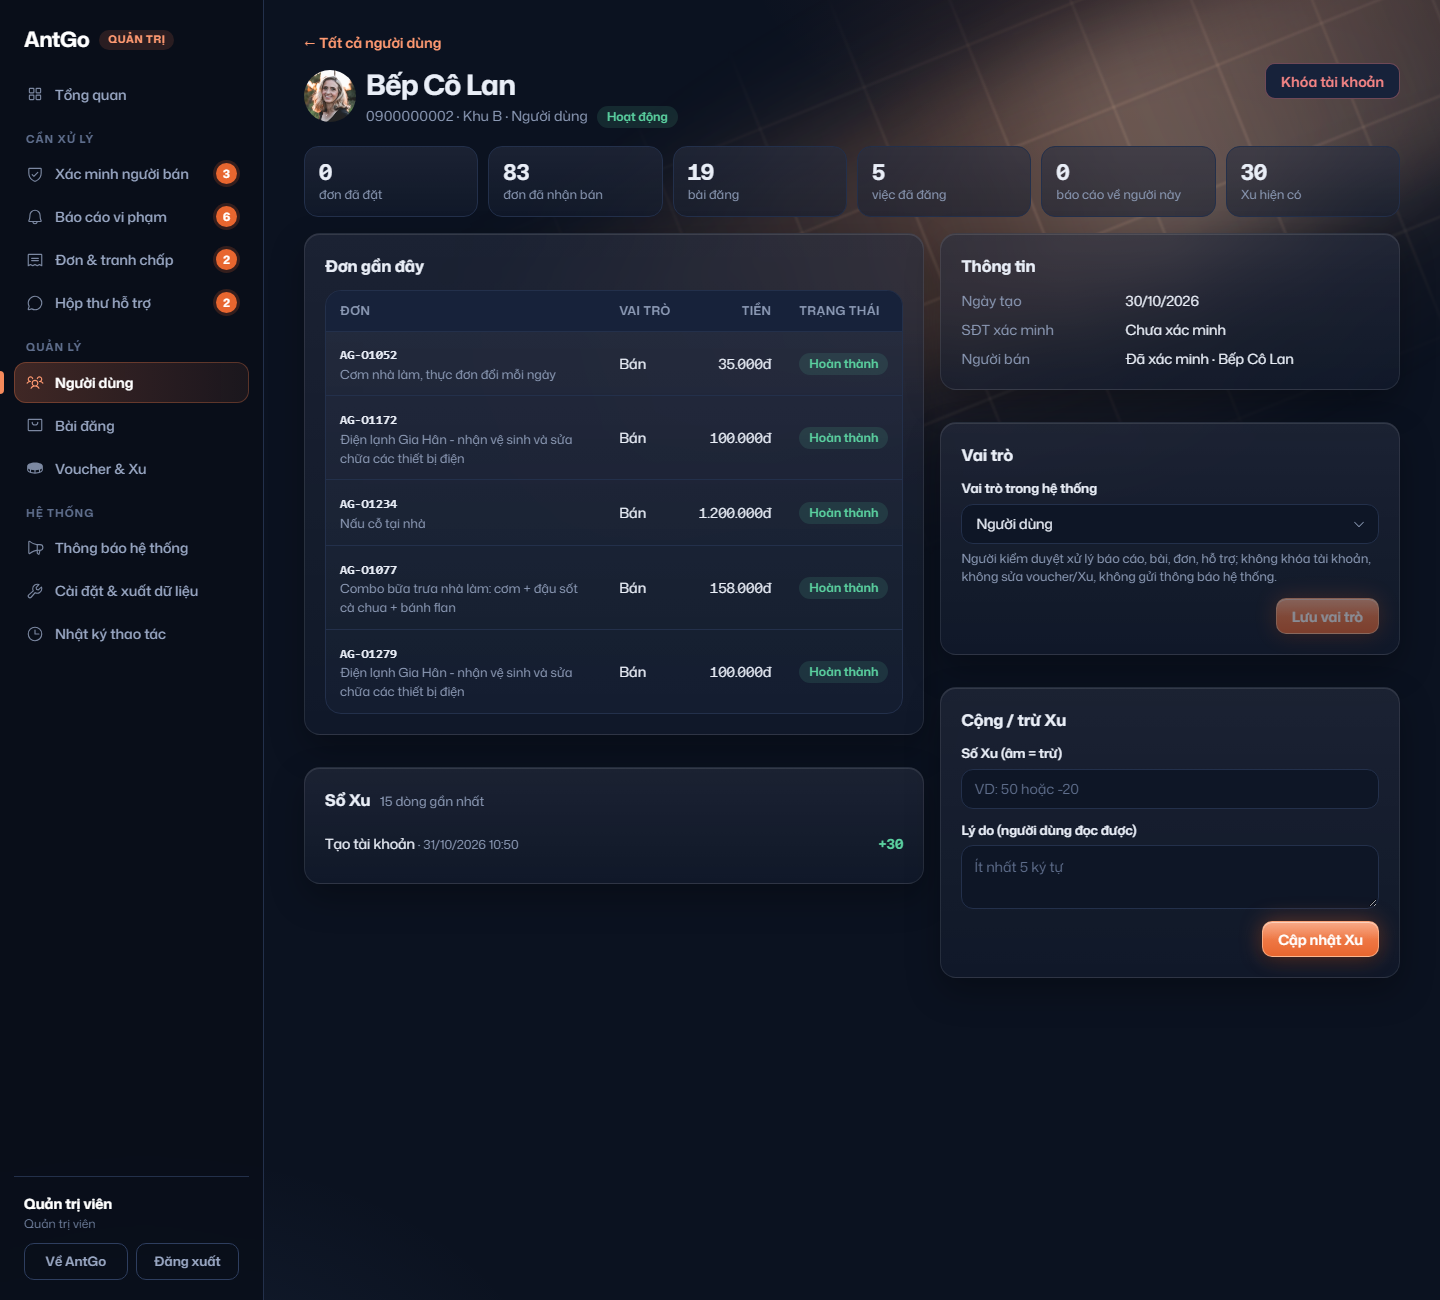 AntGo QUẢN TRỊ
Tổng quan
CẦN XỬ LÝ
Xác minh người bán 3
Báo cáo vi phạm 6
Đơn & tranh chấp 2
Hộp thư hỗ trợ 2
QUẢN LÝ
Người dùng
Bài đăng
Voucher & Xu
HỆ THỐNG
Thông báo hệ thống
Cài đặt & xuất dữ liệu
Nhật ký thao tác
Quản trị viên
Quản trị viên
Về AntGo
Đăng xuất
← Tất cả người dùng
Bếp Cô Lan
0900000002 · Khu B · Người dùng Hoạt động
Khóa tài khoản
0
đơn đã đặt
83
đơn đã nhận bán
19
bài đăng
5
việc đã đăng
0
báo cáo về người này
30
Xu hiện có
Đơn gần đây
ĐƠN VAI TRÒ TIỀN TRẠNG THÁI
AG-01052
Cơm nhà làm, thực đơn đổi mỗi ngày
Bán 35.000đ Hoàn thành
AG-01172
Điện lạnh Gia Hân - nhận vệ sinh và sửa
chữa các thiết bị điện
Bán 100.000đ Hoàn thành
AG-01234
Nấu cỗ tại nhà
Bán 1.200.000đ Hoàn thành
AG-01077
Combo bữa trưa nhà làm: cơm + đậu sốt
cà chua + bánh flan
Bán 158.000đ Hoàn thành
AG-01279
Điện lạnh Gia Hân - nhận vệ sinh và sửa
chữa các thiết bị điện
Bán 100.000đ Hoàn thành
Sổ Xu 15 dòng gần nhất
Tạo tài khoản · 31/10/2026 10:50 +30
Thông tin
Ngày tạo 30/10/2026
SĐT xác minh Chưa xác minh
Người bán Đã xác minh · Bếp Cô Lan
Vai trò
Vai trò trong hệ thống
Người dùng
Người kiểm duyệt xử lý báo cáo, bài, đơn, hỗ trợ; không khóa tài khoản,
không sửa voucher/Xu, không gửi thông báo hệ thống.
Lưu vai trò
Cộng / trừ Xu
Số Xu (âm = trừ)
VD: 50 hoặc -20
Lý do (người dùng đọc được)
Ít nhất 5 ký tự
Cập nhật Xu